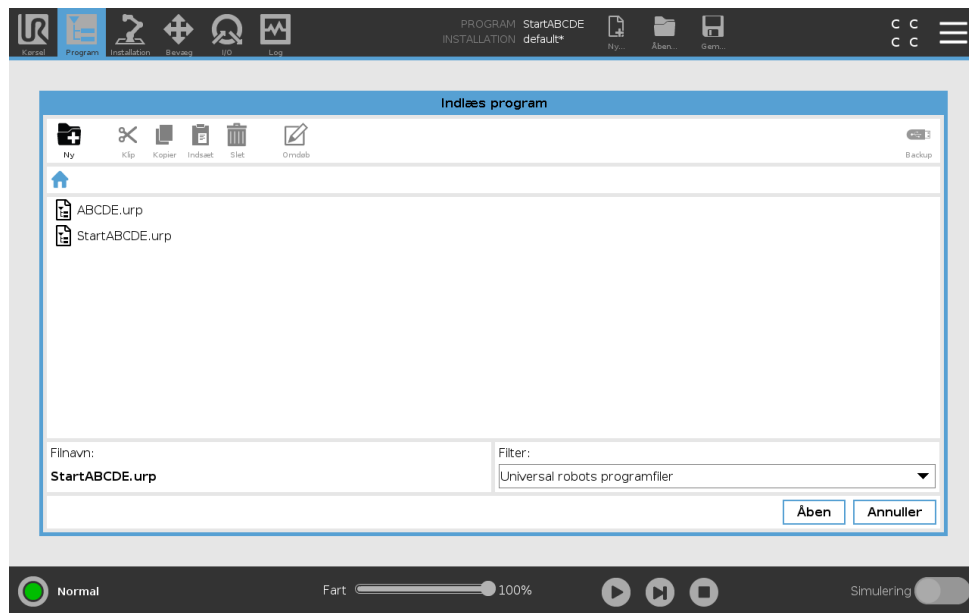 PROGRAM StartABCDE
INSTALLATION default*
Kørsel Program Installation Bevæg I/O Log Ny... Åben... Gem...
C C
C C
Indlæs program
Ny Klip Kopier Indsæt Slet Omdøb Backup
ABCDE.urp
StartABCDE.urp
Filnavn: Filter:
StartABCDE.urp Universal robots programfiler
Åben Annuller
Normal Fart 100% Simulering